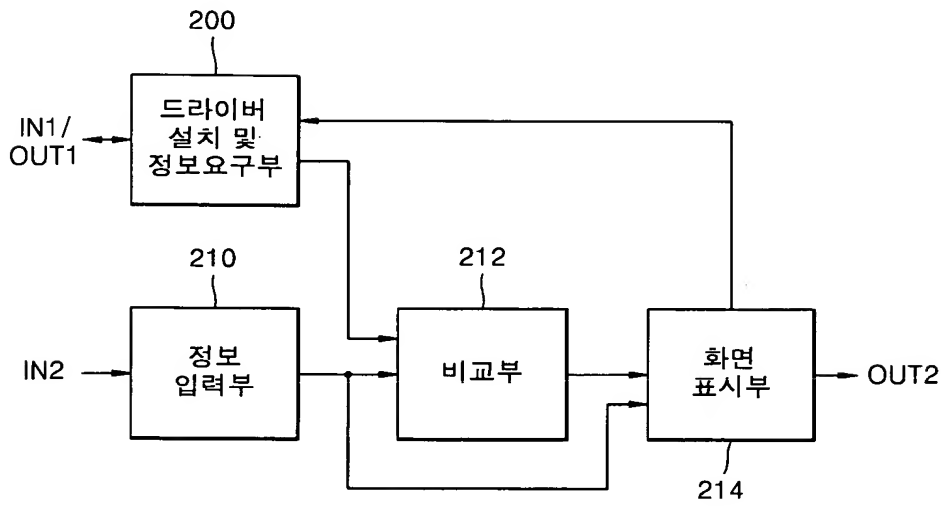 200
IN1/
OUT1
드라이버
설치 및
정보요구부
210
212
IN2
정보
입력부
비교부
화면
표시부
OUT2
214